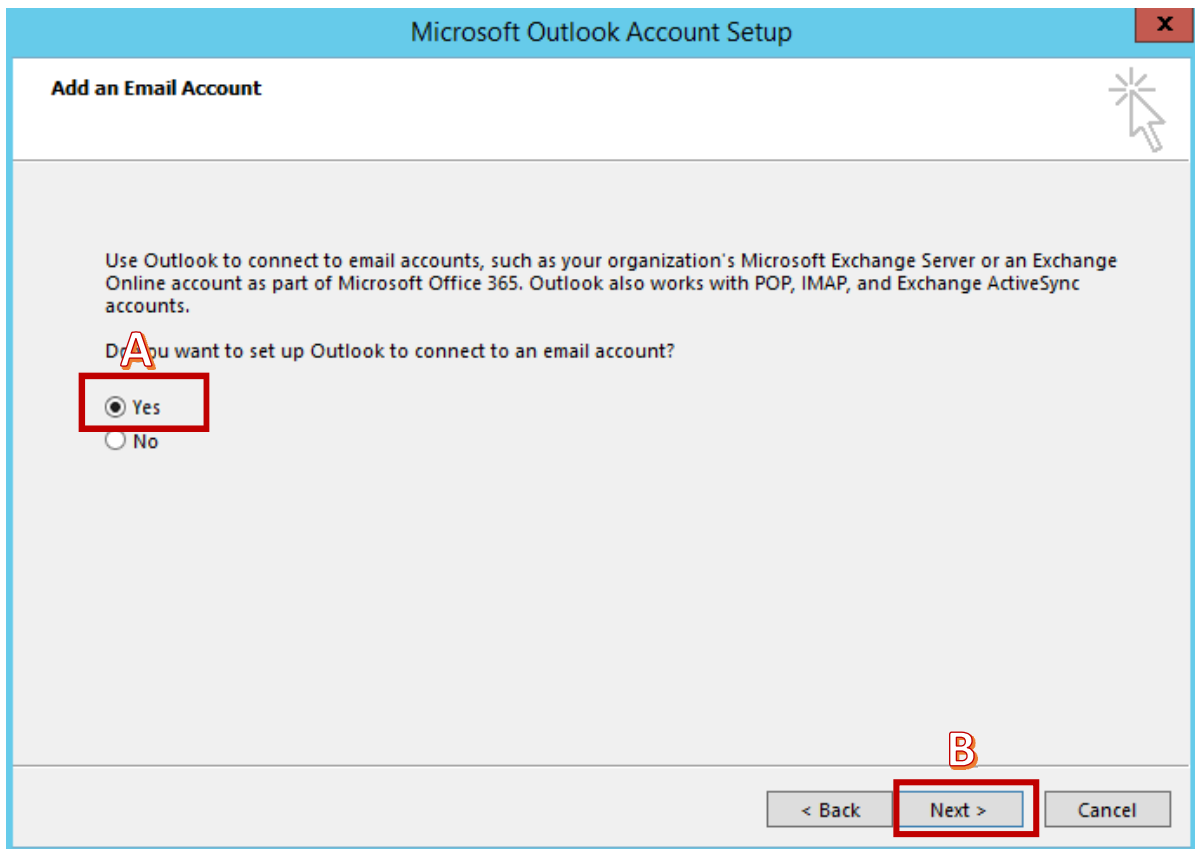 Microsoft Outlook Account Setup
x
Add an Email Account
Use Outlook to connect to email accounts, such as your organization's Microsoft Exchange Server or an Exchange
Online account as part of Microsoft Office 365. Outlook also works with POP, IMAP, and Exchange ActiveSync
accounts.
A
Do you want to set up Outlook to connect to an email account?
Yes
No
B
< Back
Next >
Cancel